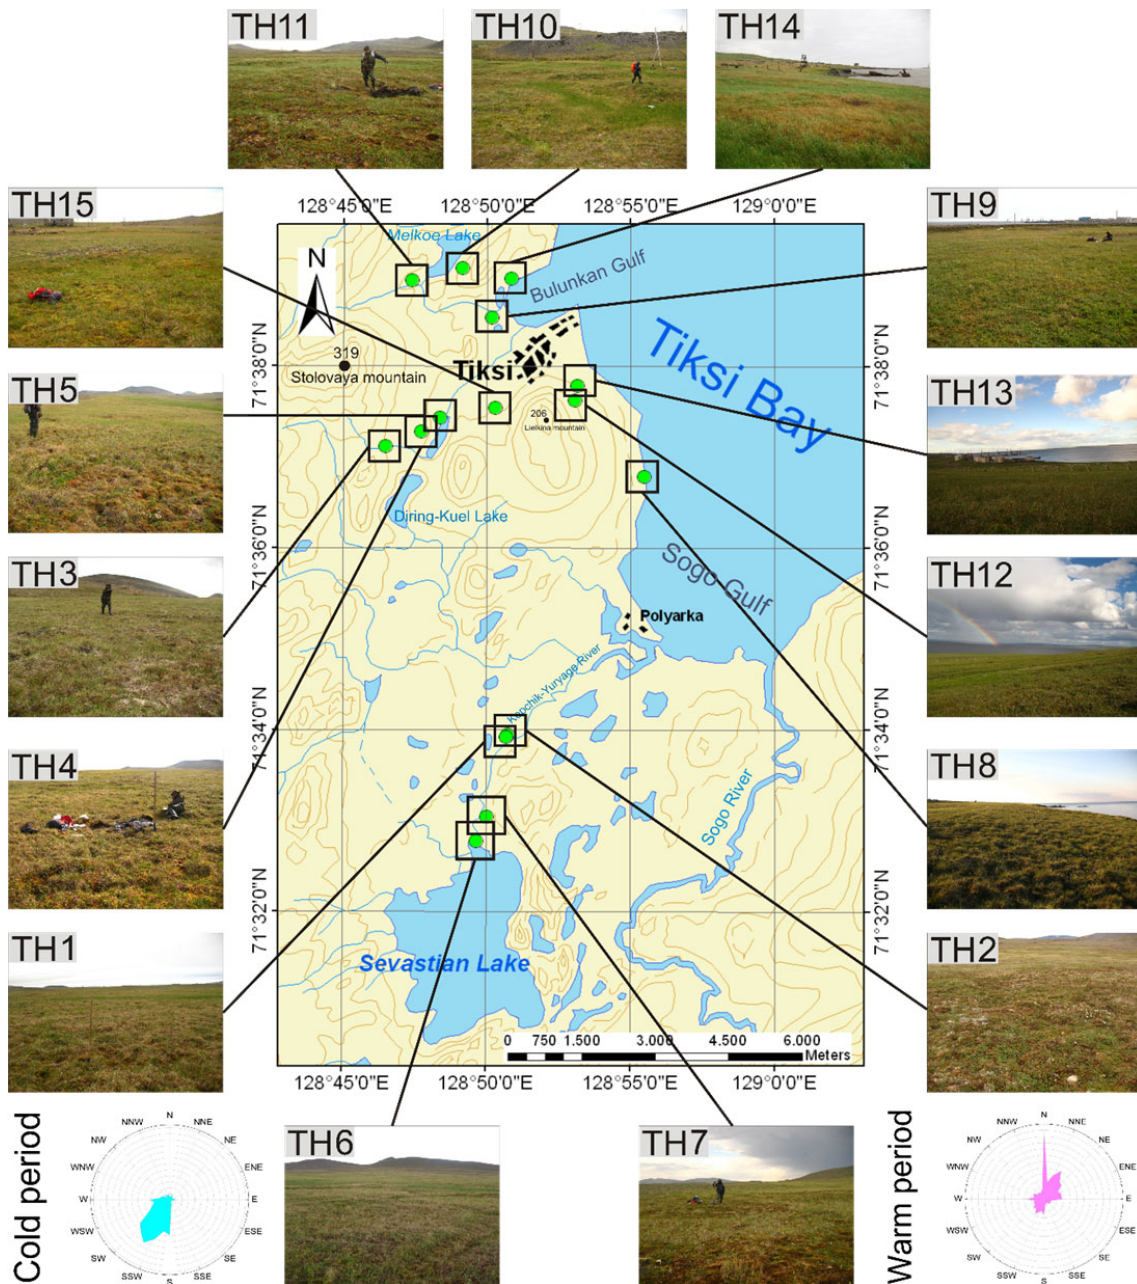 TH11
TH10
TH14
TH15
TH9
TH5
TH13
TH3
TH12
TH4
TH8
TH1
TH2
TH6
TH7
128°45'0"E
128°50'0"E
128°55'0"E
129°0'0"E
Melkoe Lake
N
Bulunkan Gulf
Tiksi Bay
319
Stolovaya mountain
Tiksi
206
Lielkina mountain
Diring-Kuel Lake
Sogo Gulf
Polyarka
Kopchik-Yuryage River
Sogo River
Sevastian Lake
71°38'0"N
71°36'0"N
71°34'0"N
71°32'0"N
71°38'0"N
71°36'0"N
71°34'0"N
71°32'0"N
0 750 1.500 3.000 4.500 6.000
Meters
128°45'0"E
128°50'0"E
128°55'0"E
129°0'0"E
Cold period
N
NNE
NE
ENE
E
ESE
SE
SSE
S
SSW
SW
WSW
W
WNW
NW
NNW
Warm period
N
NNE
NE
ENE
E
ESE
SE
SSE
S
SSW
SW
WSW
W
WNW
NW
NNW